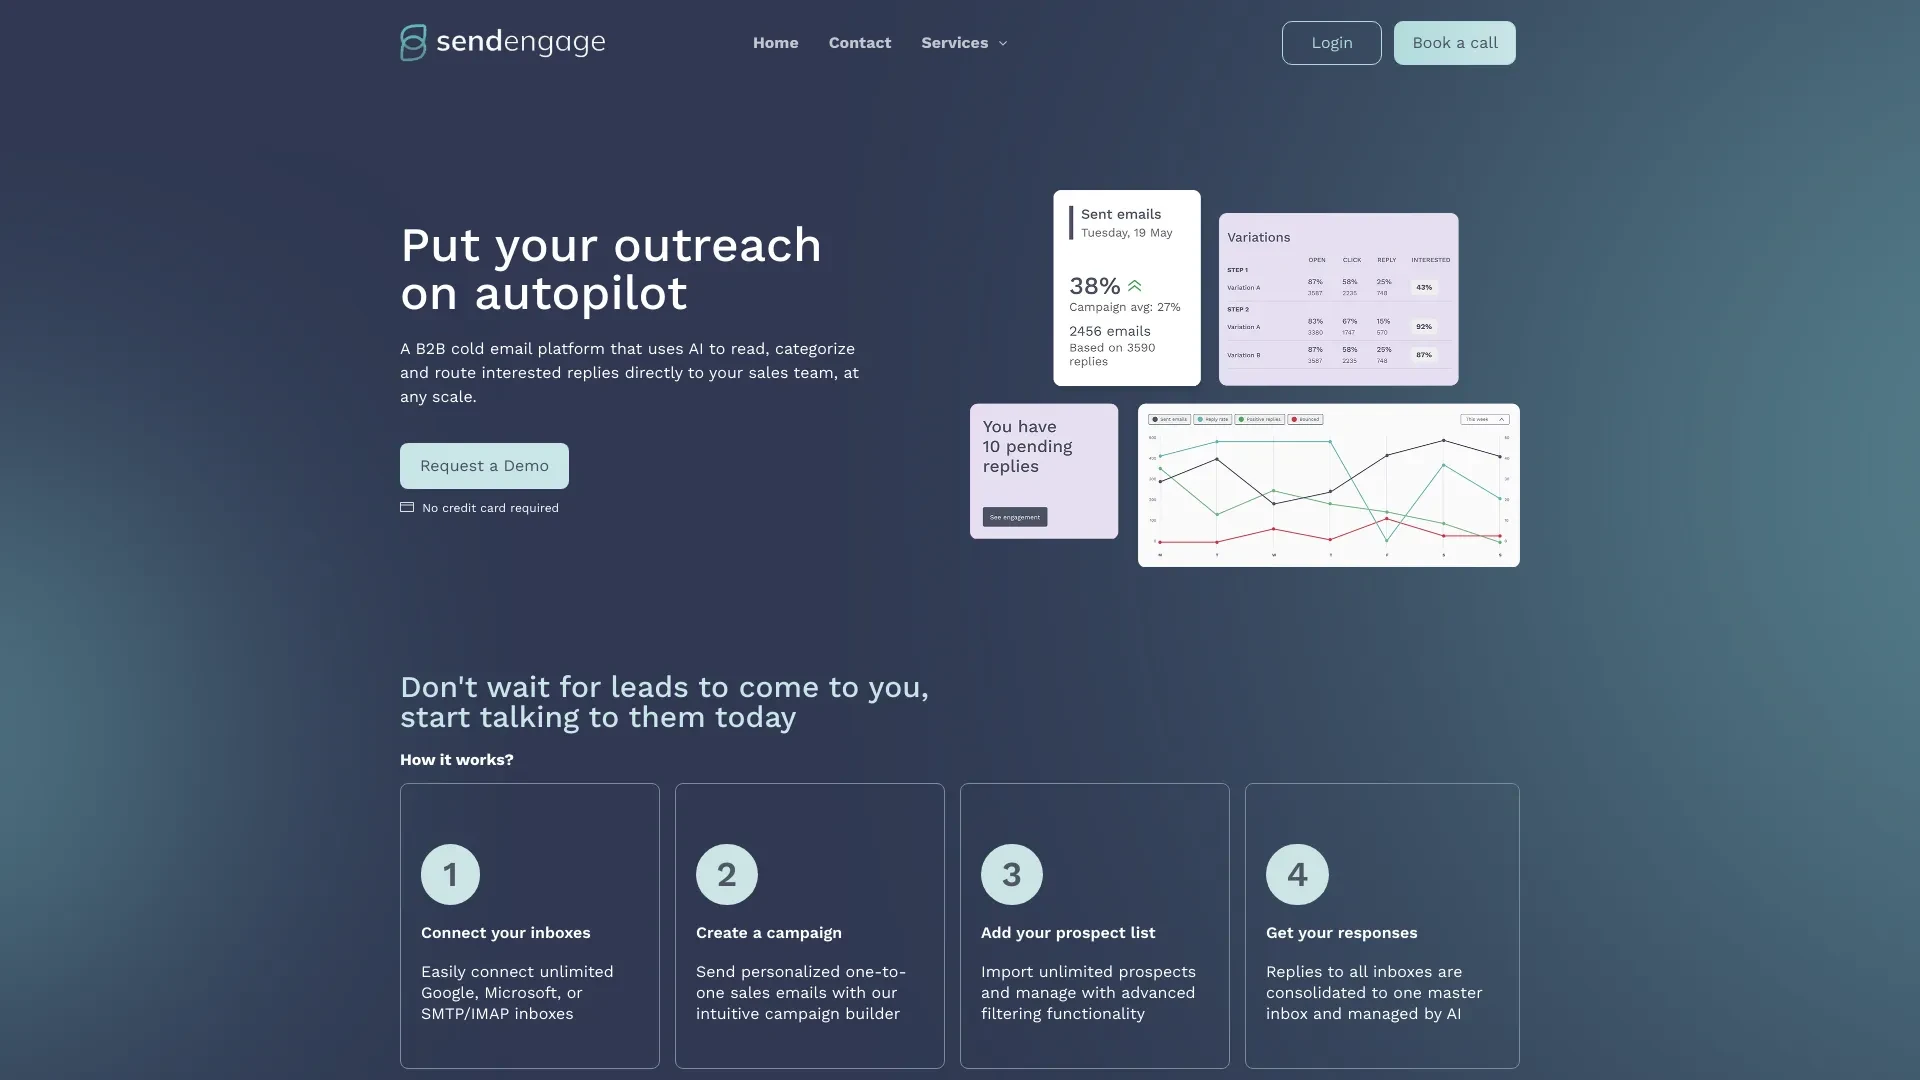 sendengage
Home
Contact
Services
Login
Book a call
Put your outreach
on autopilot
A B2B cold email platform that uses AI to read, categorize
and route interested replies directly to your sales team, at
any scale.
Request a Demo
No credit card required
Sent emails
Tuesday, 19 May
38%
Campaign avg: 27%
2456 emails
Based on 3590
replies
Variations
OPEN CLICK REPLY INTERESTED
STEP 1
87% 58% 25%
Variation A 43%
3587 2235 748
STEP 2
83% 67% 15%
Variation A 92%
3380 1747 570
87% 58% 25%
Variation B 87%
3587 2235 748
You have
10 pending
replies
See engagement
Sent emails Reply rate Positive replies Bounced This week
Don't wait for leads to come to you,
start talking to them today
How it works?
1
Connect your inboxes
Easily connect unlimited
Google, Microsoft, or
SMTP/IMAP inboxes
2
Create a campaign
Send personalized one-to-
one sales emails with our
intuitive campaign builder
3
Add your prospect list
Import unlimited prospects
and manage with advanced
filtering functionality
4
Get your responses
Replies to all inboxes are
consolidated to one master
inbox and managed by AI